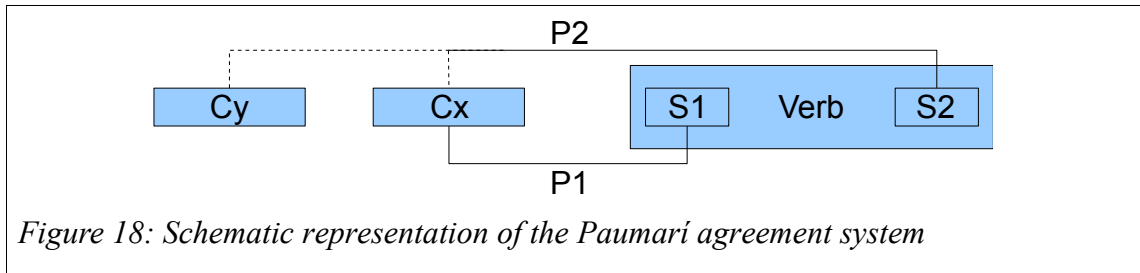 P2
Cy Cx S1 Verb S2
P1
Figure 18: Schematic representation of the Paumarí agreement system